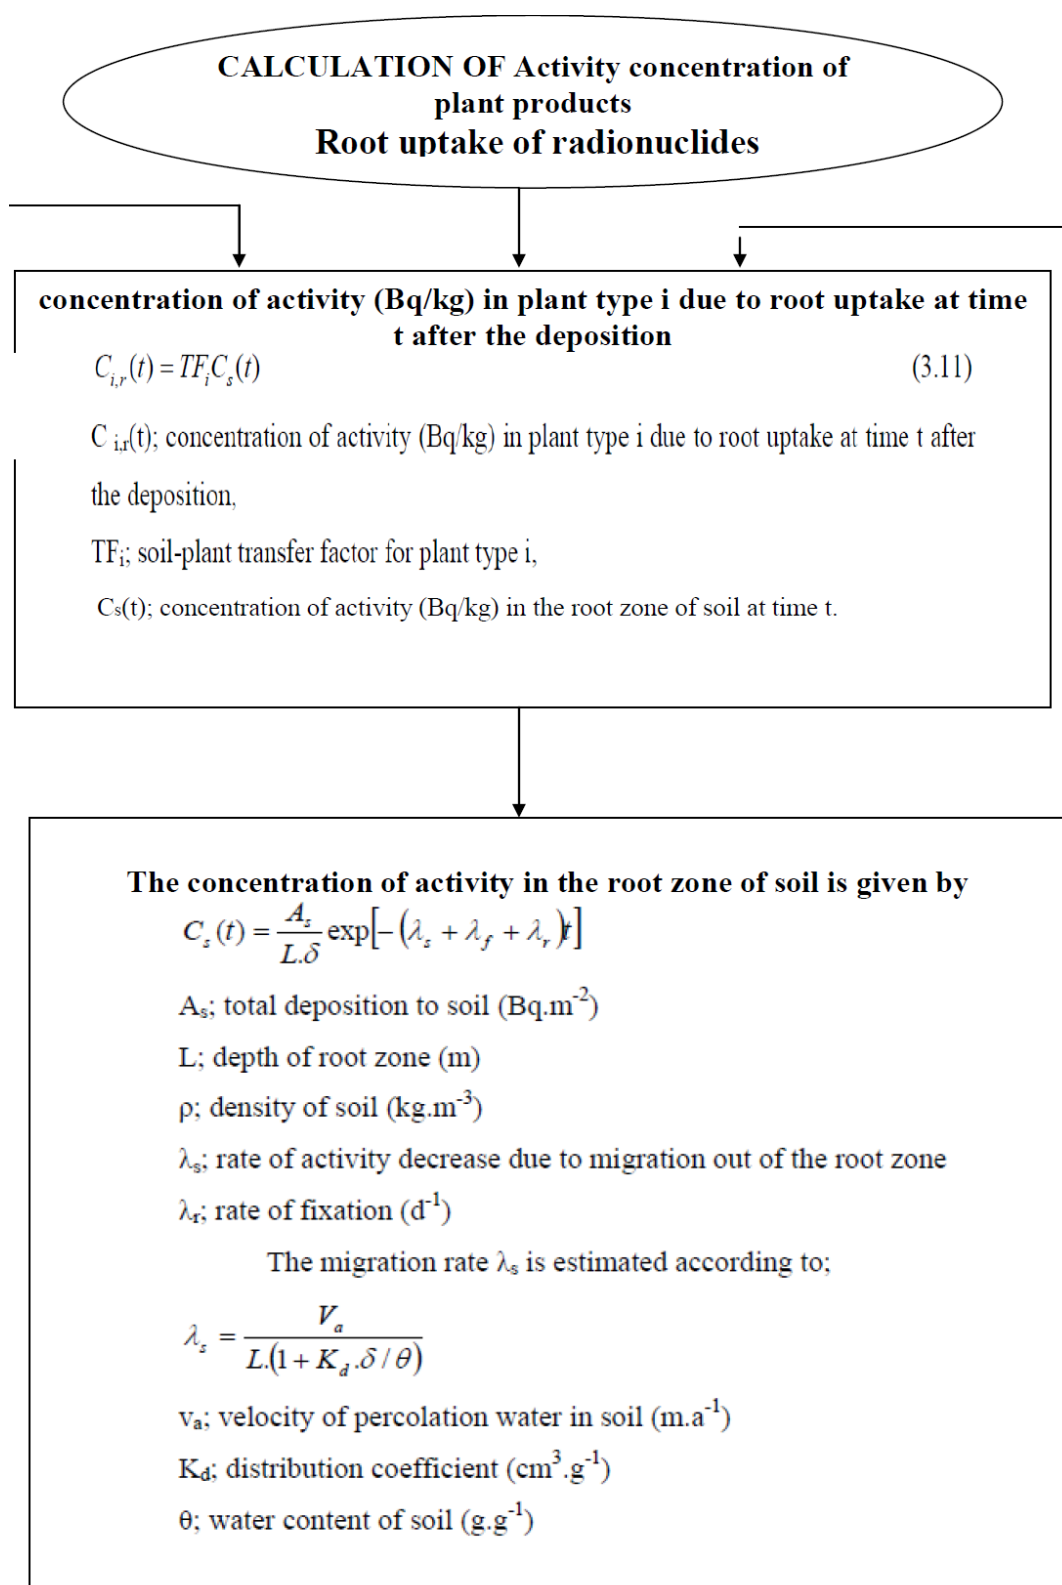 CALCULATION OF Activity concentration of
plant products
Root uptake of radionuclides
concentration of activity (Bq/kg) in plant type i due to root uptake at time
t after the deposition
C_{i,r}(t) = TF_i C_s(t) (3.11)
C i,r(t); concentration of activity (Bq/kg) in plant type i due to root uptake at time t after
the deposition,
TF_i; soil-plant transfer factor for plant type i,
C_s(t); concentration of activity (Bq/kg) in the root zone of soil at time t.
The concentration of activity in the root zone of soil is given by
C_s(t) = A_s / L.δ exp[-(λ_s + λ_f + λ_r)t]
A_s; total deposition to soil (Bq.m^{-2})
L; depth of root zone (m)
ρ; density of soil (kg.m^{-3})
λ_s; rate of activity decrease due to migration out of the root zone
λ_r; rate of fixation (d^{-1})
The migration rate λ_s is estimated according to;
λ_s = V_a / L.(1 + K_d.δ / θ)
v_a; velocity of percolation water in soil (m.a^{-1})
K_d; distribution coefficient (cm^3.g^{-1})
θ; water content of soil (g.g^{-1})